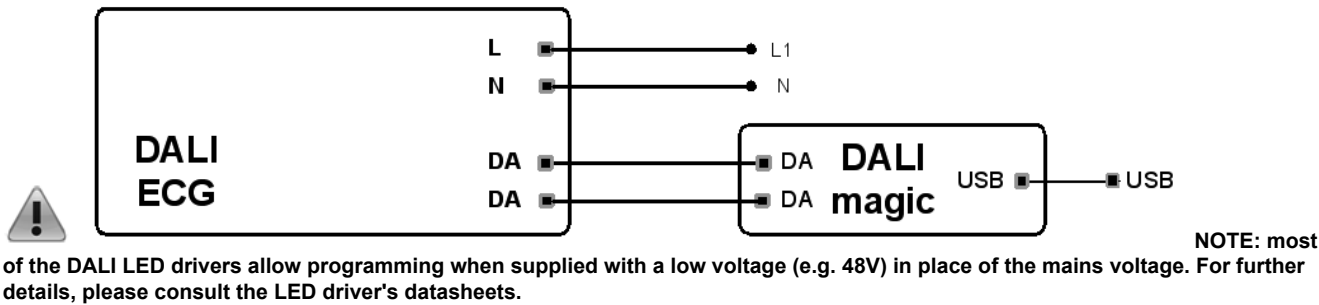 L L1
N N
DALI
ECG
DA DA DALI
magic
DA DA
USB USB
NOTE: most
of the DALI LED drivers allow programming when supplied with a low voltage (e.g. 48V) in place of the mains voltage. For further
details, please consult the LED driver's datasheets.